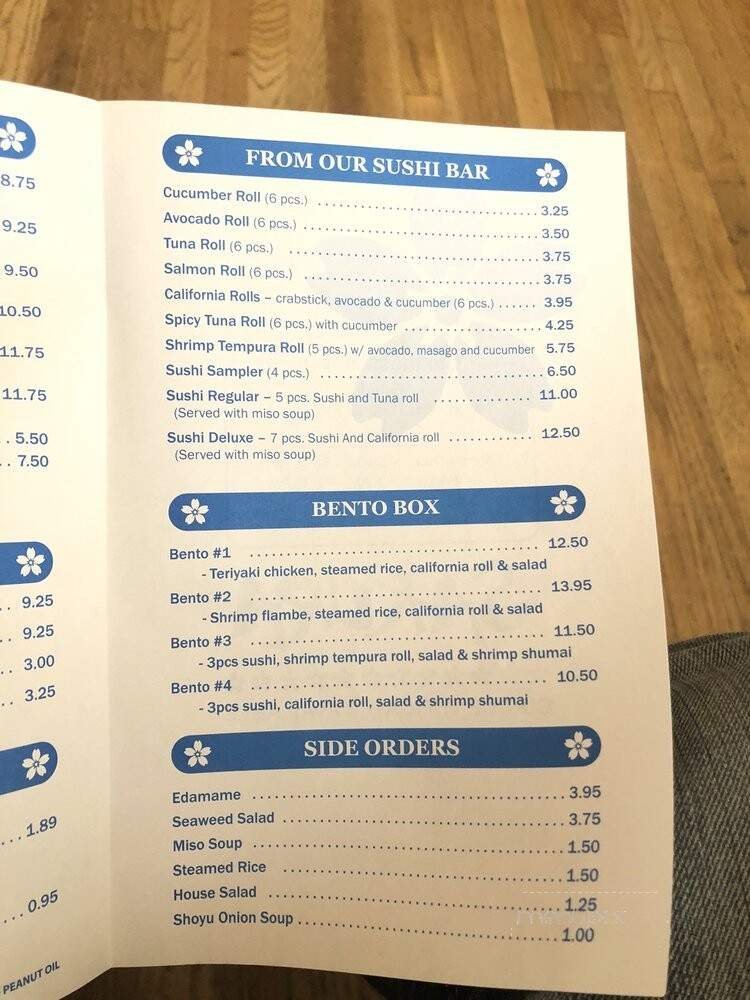 8.75
9.25
9.50
10.50
11.75
11.75
. . 5.50
. . 7.50
. . 9.25
. . 9.25
. . 3.00
. . 3.25
. . . 1.89
. . . . 0.95
PEANUT OIL
FROM OUR SUSHI BAR
Cucumber Roll (6 pcs.) . . . . . . . . . . 3.25
Avocado Roll (6 pcs.) . . . . . . . . . . 3.50
Tuna Roll (6 pcs.) . . . . . . . . . . 3.75
Salmon Roll (6 pcs.) . . . . . . . . . . 3.75
California Rolls – crabstick, avocado & cucumber (6 pcs.) . . . . . . 3.95
Spicy Tuna Roll (6 pcs.) with cucumber . . . . . . . . . . 4.25
Shrimp Tempura Roll (5 pcs.) w/ avocado, masago and cucumber 5.75
Sushi Sampler (4 pcs.) . . . . . . . . . . 6.50
Sushi Regular – 5 pcs. Sushi and Tuna roll . . . . . . . . . . 11.00
(Served with miso soup)
Sushi Deluxe – 7 pcs. Sushi And California roll . . . . . . . . . . 12.50
(Served with miso soup)
BENTO BOX
Bento #1 . . . . . . . . . . 12.50
- Teriyaki chicken, steamed rice, california roll & salad
Bento #2 . . . . . . . . . . 13.95
- Shrimp flambe, steamed rice, california roll & salad
Bento #3 . . . . . . . . . . 11.50
- 3pcs sushi, shrimp tempura roll, salad & shrimp shumai
Bento #4 . . . . . . . . . . 10.50
- 3pcs sushi, california roll, salad & shrimp shumai
SIDE ORDERS
Edamame . . . . . . . . . . 3.95
Seaweed Salad . . . . . . . . . . 3.75
Miso Soup . . . . . . . . . . 1.50
Steamed Rice . . . . . . . . . . 1.50
House Salad . . . . . . . . . . 1.25
Shoyu Onion Soup . . . . . . . . . . 1.00